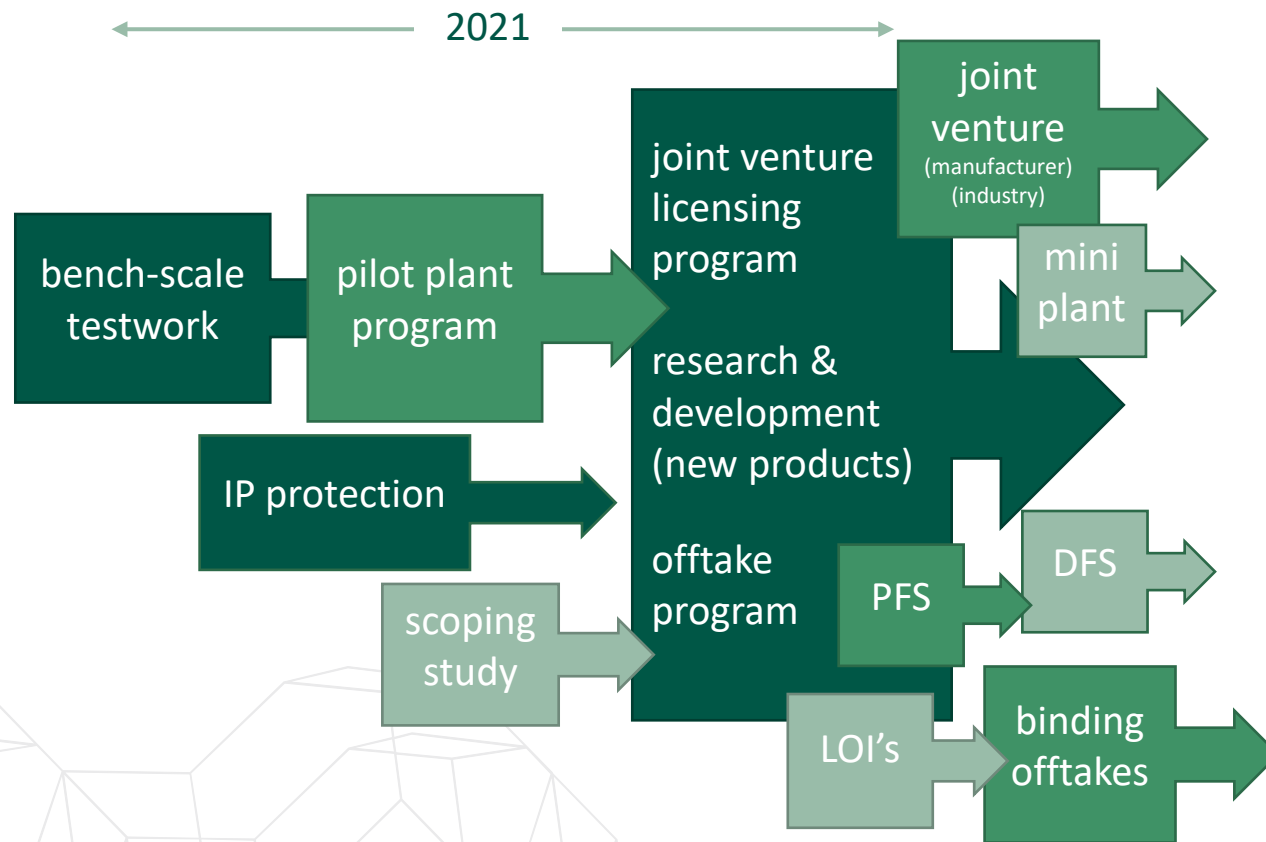 2021
bench-scale
testwork
pilot plant
program
IP protection
scoping
study
joint venture
licensing
program
research &
development
(new products)
offtake
program
joint
venture
(manufacturer)
(industry)
mini
plant
PFS
DFS
LOI's
binding
offtakes